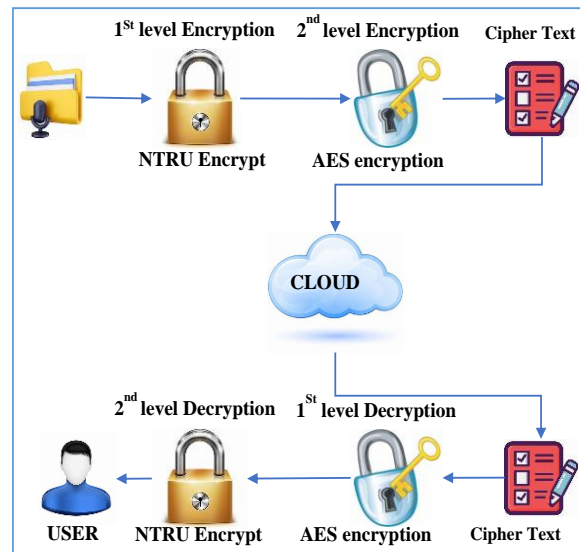 1St level Encryption
2nd level Encryption
Cipher Text
NTRU Encrypt
AES encryption
CLOUD
2nd level Decryption
1St level Decryption
USER
NTRU Encrypt
AES encryption
Cipher Text